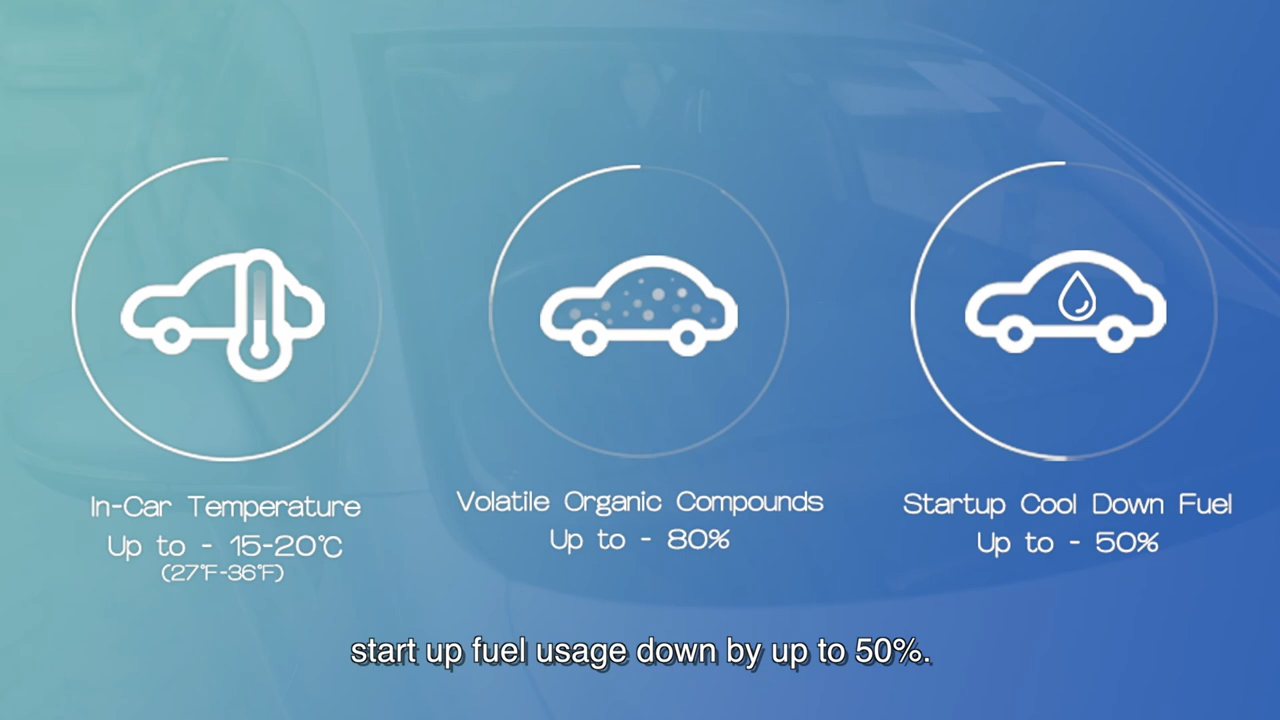 In-Car Temperature
Up to - 15-20℃
(27℉-36℉)
Volatile Organic Compounds
Up to - 80%
Startup Cool Down Fuel
Up to - 50%
start up fuel usage down by up to 50%.